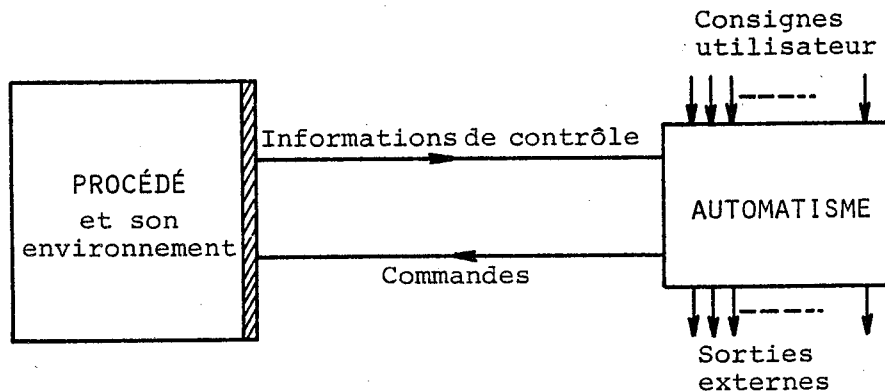 Consignes
utilisateur
Informations de contrôle
PROCÉDÉ
et son
environnement
AUTOMATISME
Commandes
Sorties
externes